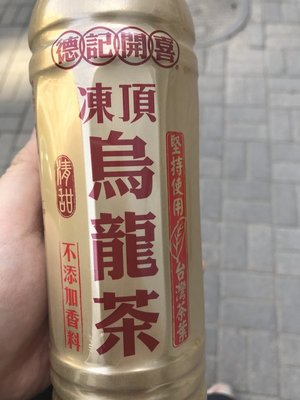 德記開喜
凍頂
烏龍茶
清甜
不添加香料
堅持使用
台灣茶葉